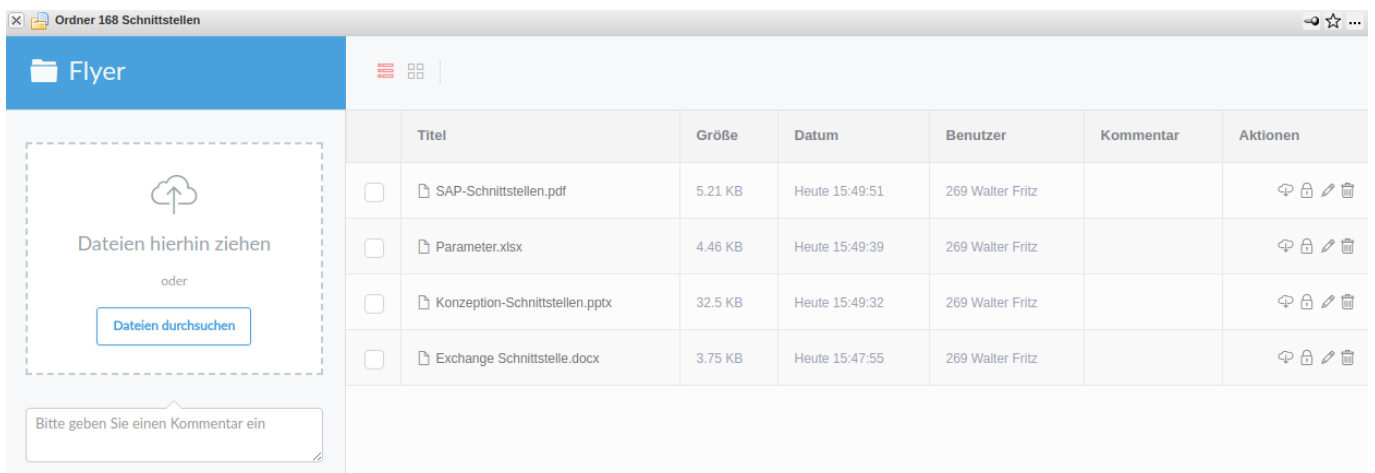 Ordner 168 Schnittstellen
Flyer
Dateien hierhin ziehen
oder
Dateien durchsuchen
Bitte geben Sie einen Kommentar ein
Titel Größe Datum Benutzer Kommentar Aktionen
SAP-Schnittstellen.pdf 5.21 KB Heute 15:49:51 269 Walter Fritz
Parameter.xlsx 4.46 KB Heute 15:49:39 269 Walter Fritz
Konzeption-Schnittstellen.pptx 32.5 KB Heute 15:49:32 269 Walter Fritz
Exchange Schnittstelle.docx 3.75 KB Heute 15:47:55 269 Walter Fritz